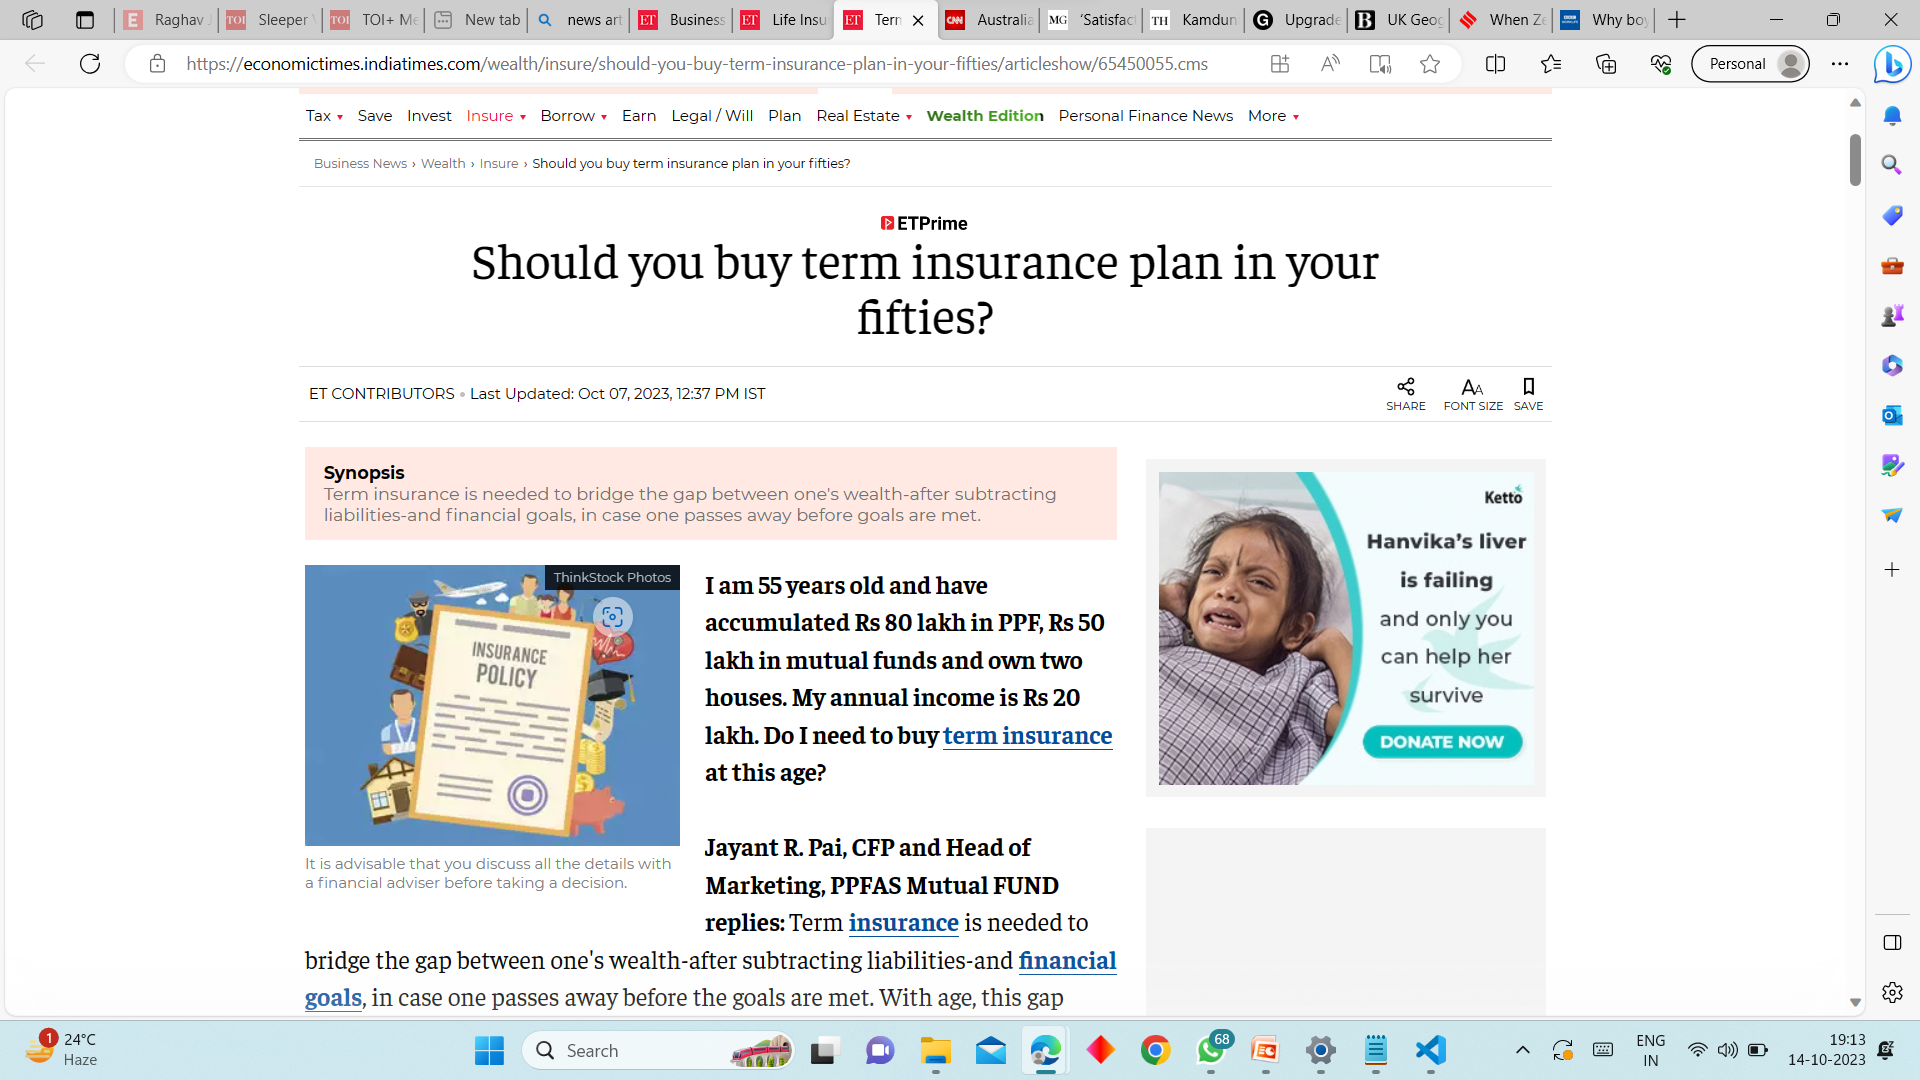 Raghav J
Sleeper V
TOI+ Me
New tab
news art
Business
Life Insu
Term
Australia
'Satisfact
Kamdun
Upgrade
UK Geog
When Ze
Why boy
https://economictimes.indiatimes.com/wealth/insure/should-you-buy-term-insurance-plan-in-your-fifties/articleshow/65450055.cms
Personal
Tax Save Invest Insure Borrow Earn Legal / Will Plan Real Estate Wealth Edition Personal Finance News More
Business News › Wealth › Insure › Should you buy term insurance plan in your fifties?
ETPrime
Should you buy term insurance plan in your
fifties?
ET CONTRIBUTORS • Last Updated: Oct 07, 2023, 12:37 PM IST
SHARE FONT SIZE SAVE
Synopsis
Term insurance is needed to bridge the gap between one's wealth-after subtracting
liabilities-and financial goals, in case one passes away before goals are met.
ThinkStock Photos
INSURANCE
POLICY
It is advisable that you discuss all the details with
a financial adviser before taking a decision.
I am 55 years old and have
accumulated Rs 80 lakh in PPF, Rs 50
lakh in mutual funds and own two
houses. My annual income is Rs 20
lakh. Do I need to buy term insurance
at this age?
Jayant R. Pai, CFP and Head of
Marketing, PPFAS Mutual FUND
replies: Term insurance is needed to
bridge the gap between one's wealth-after subtracting liabilities-and financial
goals, in case one passes away before the goals are met. With age, this gap
Ketto
Hanvika's liver
is failing
and only you
can help her
survive
DONATE NOW
1
24°C
Haze
Search
68
ENG
IN
19:13
14-10-2023